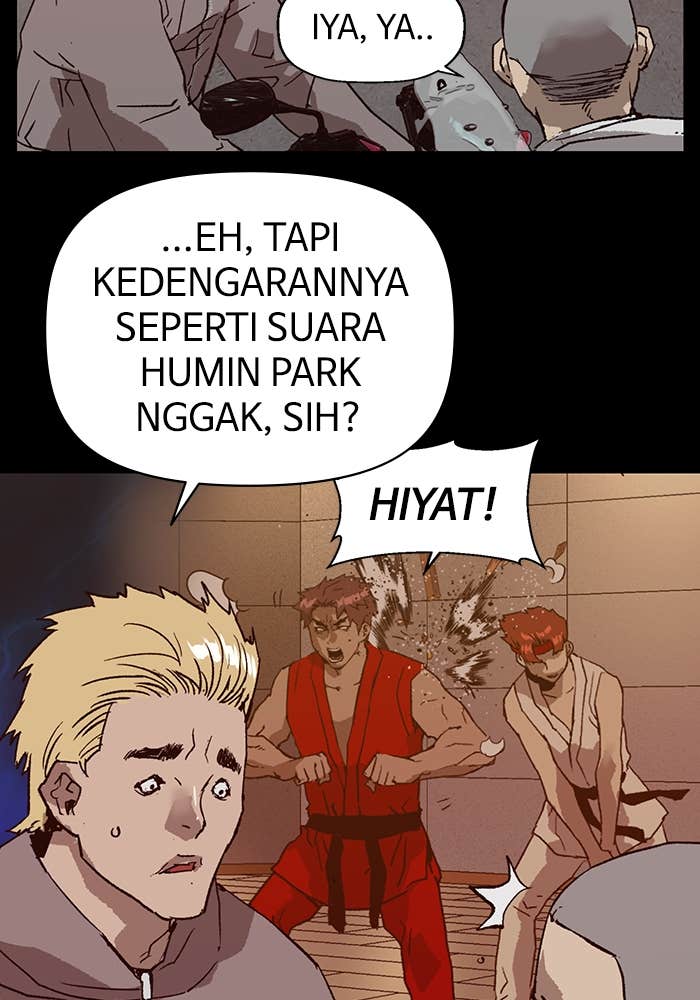 IYA, YA..
...EH, TAPI
KEDENGARANNYA
SEPERTI SUARA
HUMIN PARK
NGGAK, SIH?
HIYAT!